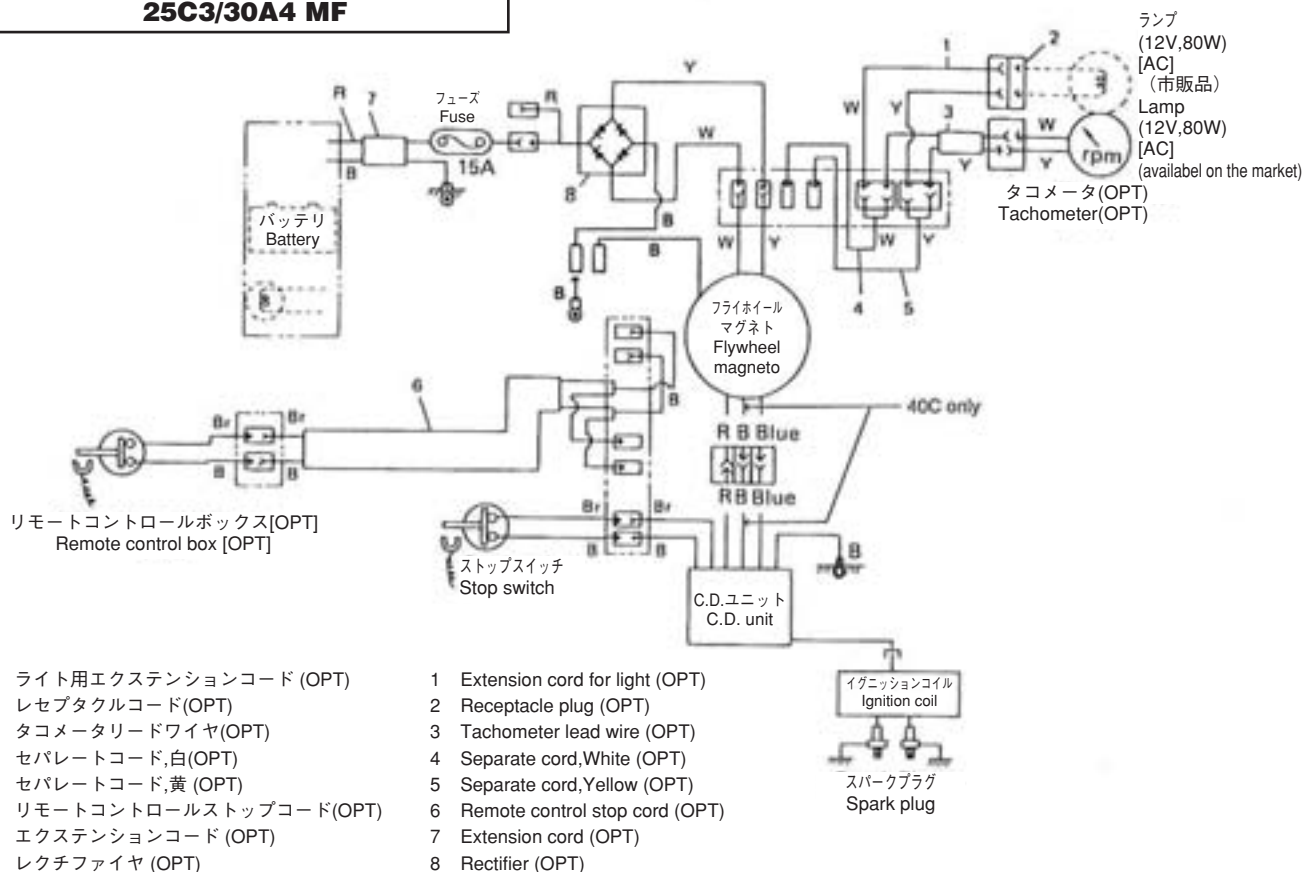 25C3/30A4 MF
ランプ
(12V,80W)
[AC]
（市販品）
Lamp
(12V,80W)
[AC]
(availabel on the market)
1
2
Y
R
7
フューズ
Fuse
15A
R
W
8
B
バッテリ
Battery
W
Y
3
W
Y
rpm
タコメータ(OPT)
Tachometer(OPT)
B
B
B
W
Y
W
Y
4
5
フライホイール
マグネト
Flywheel
magneto
6
B
40C only
R B Blue
R B Blue
Br
Br
B
B
リモートコントロールボックス[OPT]
Remote control box [OPT]
Br
Br
B
B
ストップスイッチ
Stop switch
B
C.D.ユニット
C.D. unit
イグニッションコイル
Ignition coil
スパークプラグ
Spark plug
ライト用エクステンションコード (OPT)
レセプタクルコード(OPT)
タコメータリードワイヤ(OPT)
セパレートコード,白(OPT)
セパレートコード,黄 (OPT)
リモートコントロールストップコード(OPT)
エクステンションコード (OPT)
レクチファイヤ (OPT)
1 Extension cord for light (OPT)
2 Receptacle plug (OPT)
3 Tachometer lead wire (OPT)
4 Separate cord,White (OPT)
5 Separate cord,Yellow (OPT)
6 Remote control stop cord (OPT)
7 Extension cord (OPT)
8 Rectifier (OPT)